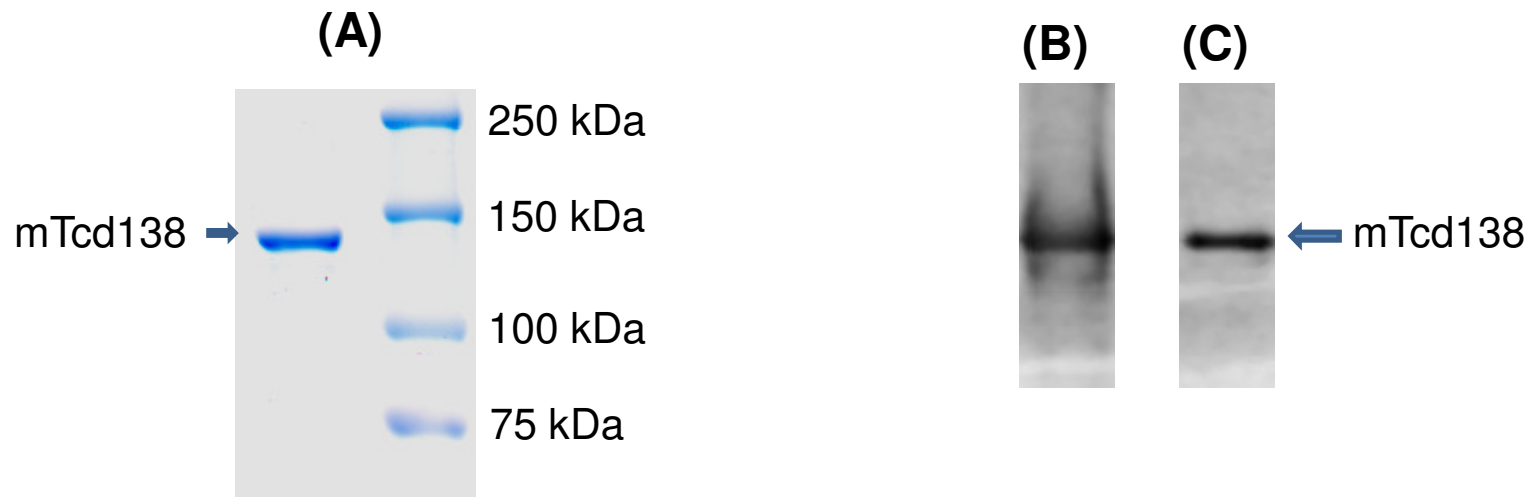 (A)
250 kDa
150 kDa
mTcd138
100 kDa
75 kDa
(B)
(C)
mTcd138